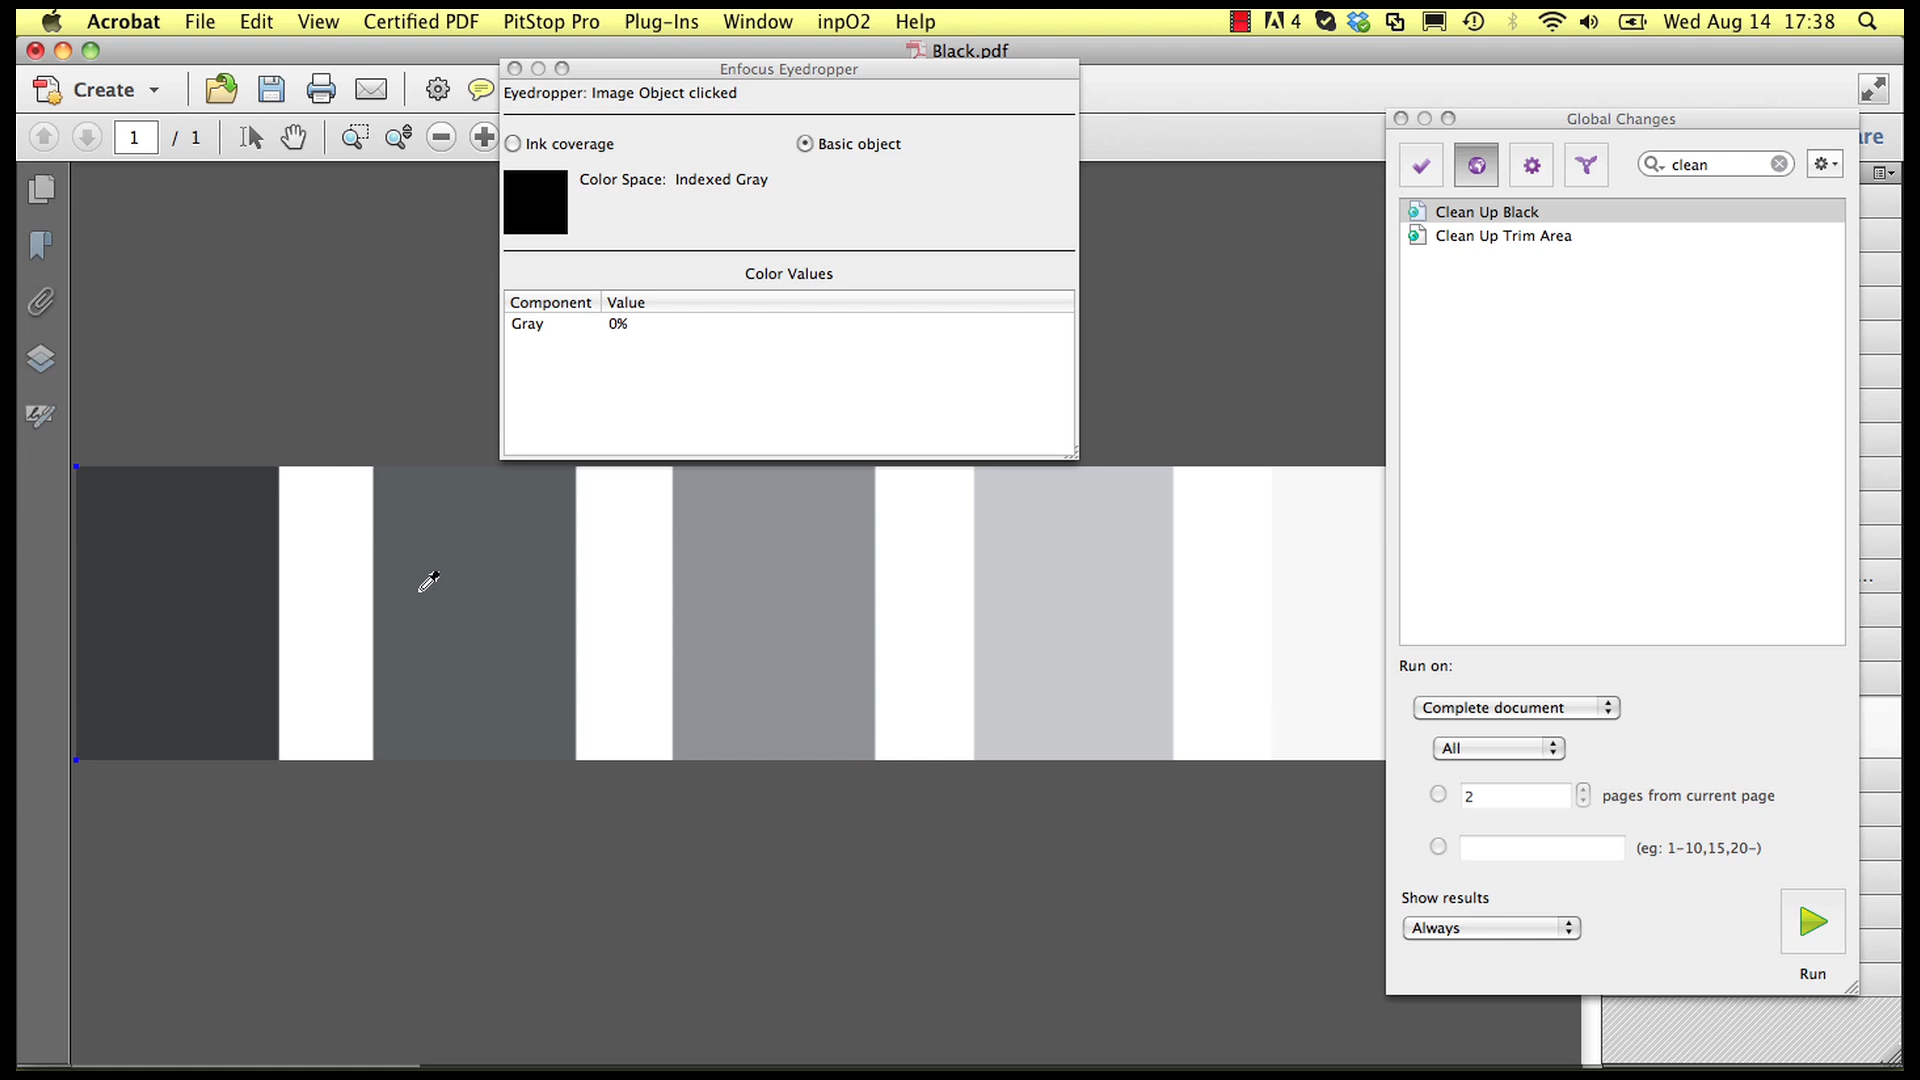 Acrobat File Edit View Certified PDF PitStop Pro Plug-Ins Window inpO2 Help 4 Wed Aug 14 17:38
Black.pdf
Create
1 / 1
Enfocus Eyedropper
Eyedropper: Image Object clicked
Ink coverage Basic object
Color Space: Indexed Gray
Color Values
Component Value
Gray 0%
Global Changes
clean
Clean Up Black
Clean Up Trim Area
Run on:
Complete document
All
2 pages from current page
(eg: 1-10,15,20-)
Show results
Always
Run